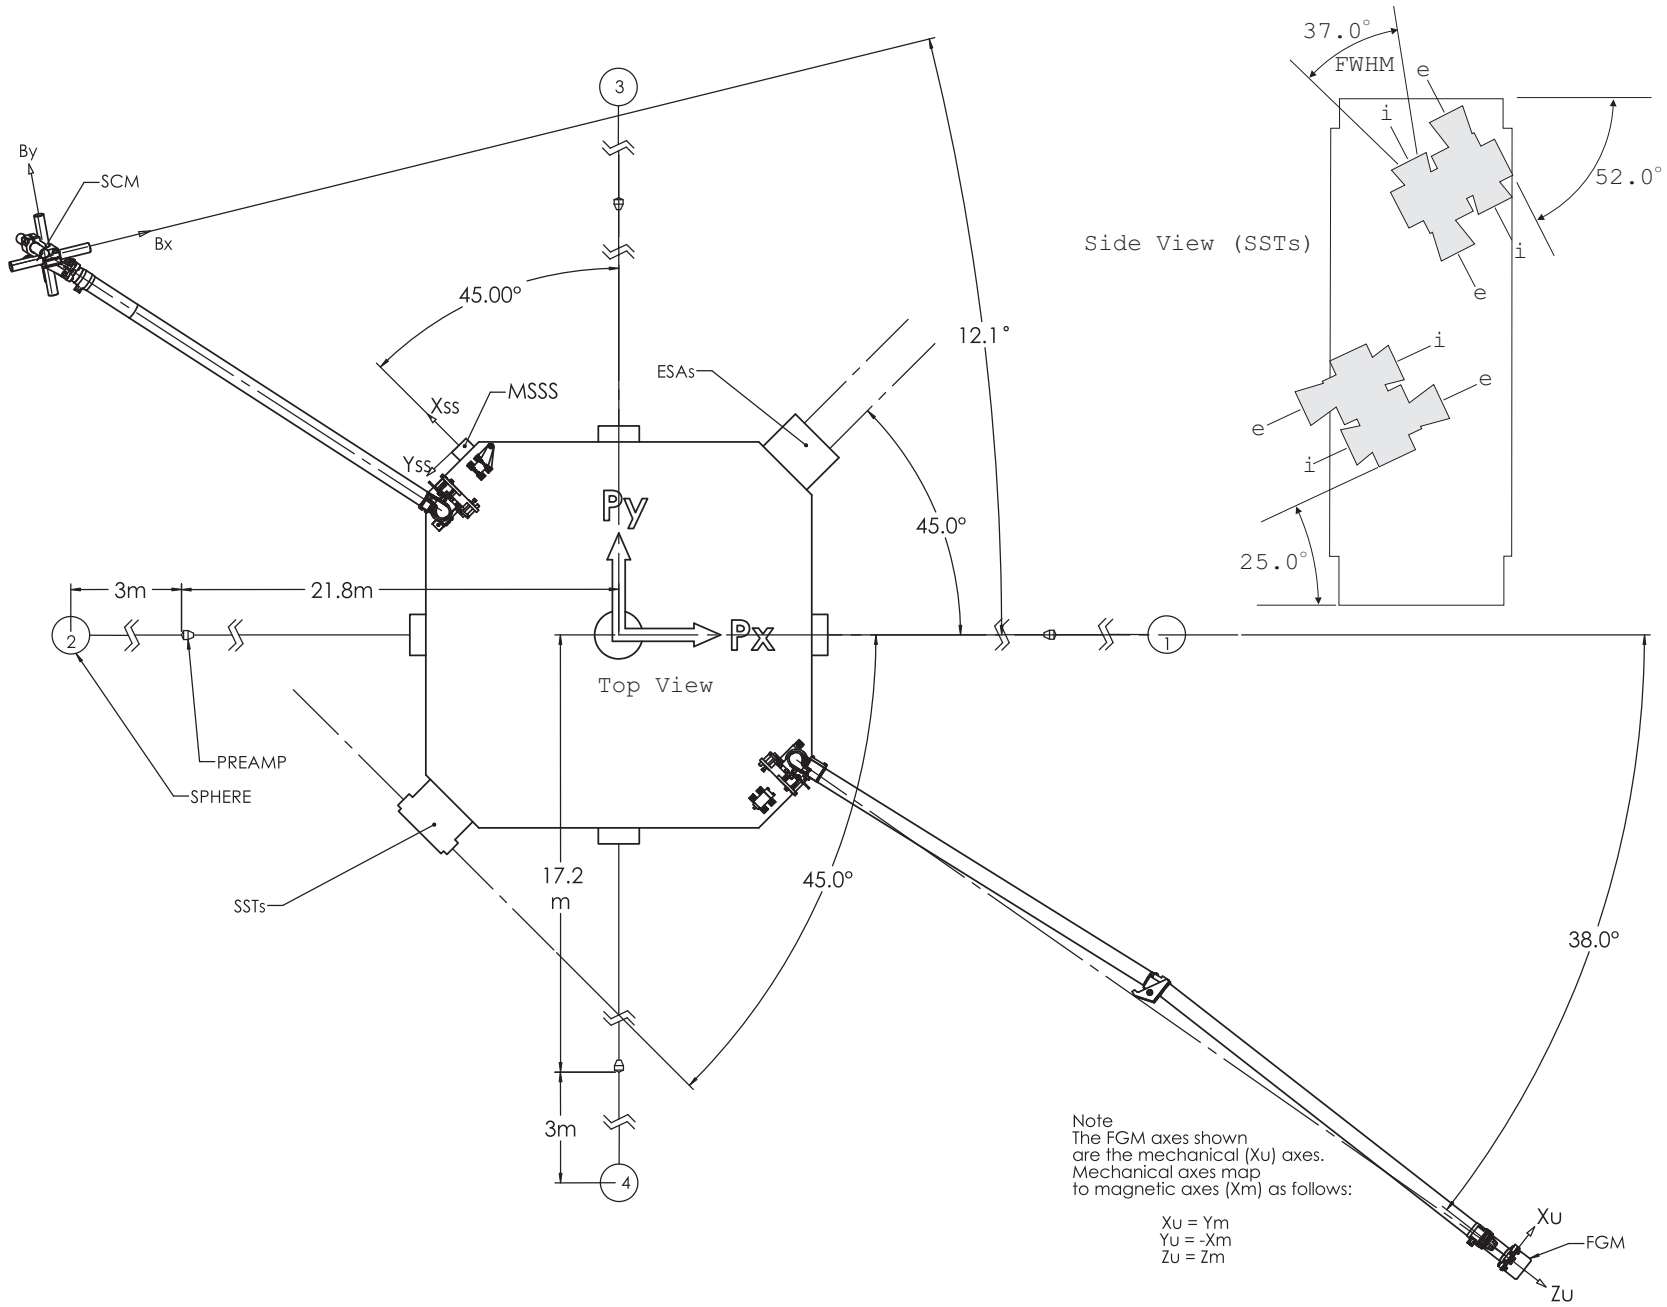 37.0°
FWHM
e
i
52.0°
i
e
Side View (SSTs)
3
By
SCM
Bx
45.00°
12.1°
ESAs
Xss
MSSS
Yss
i
e
e
i
25.0°
Py
45.0°
3m
21.8m
2
Px
1
Top View
PREAMP
SPHERE
17.2
m
45.0°
SSTs
38.0°
3m
4
Note
The FGM axes shown
are the mechanical (Xu) axes.
Mechanical axes map
to magnetic axes (Xm) as follows:
Xu = Ym
Yu = -Xm
Zu = Zm
Xu
FGM
Zu